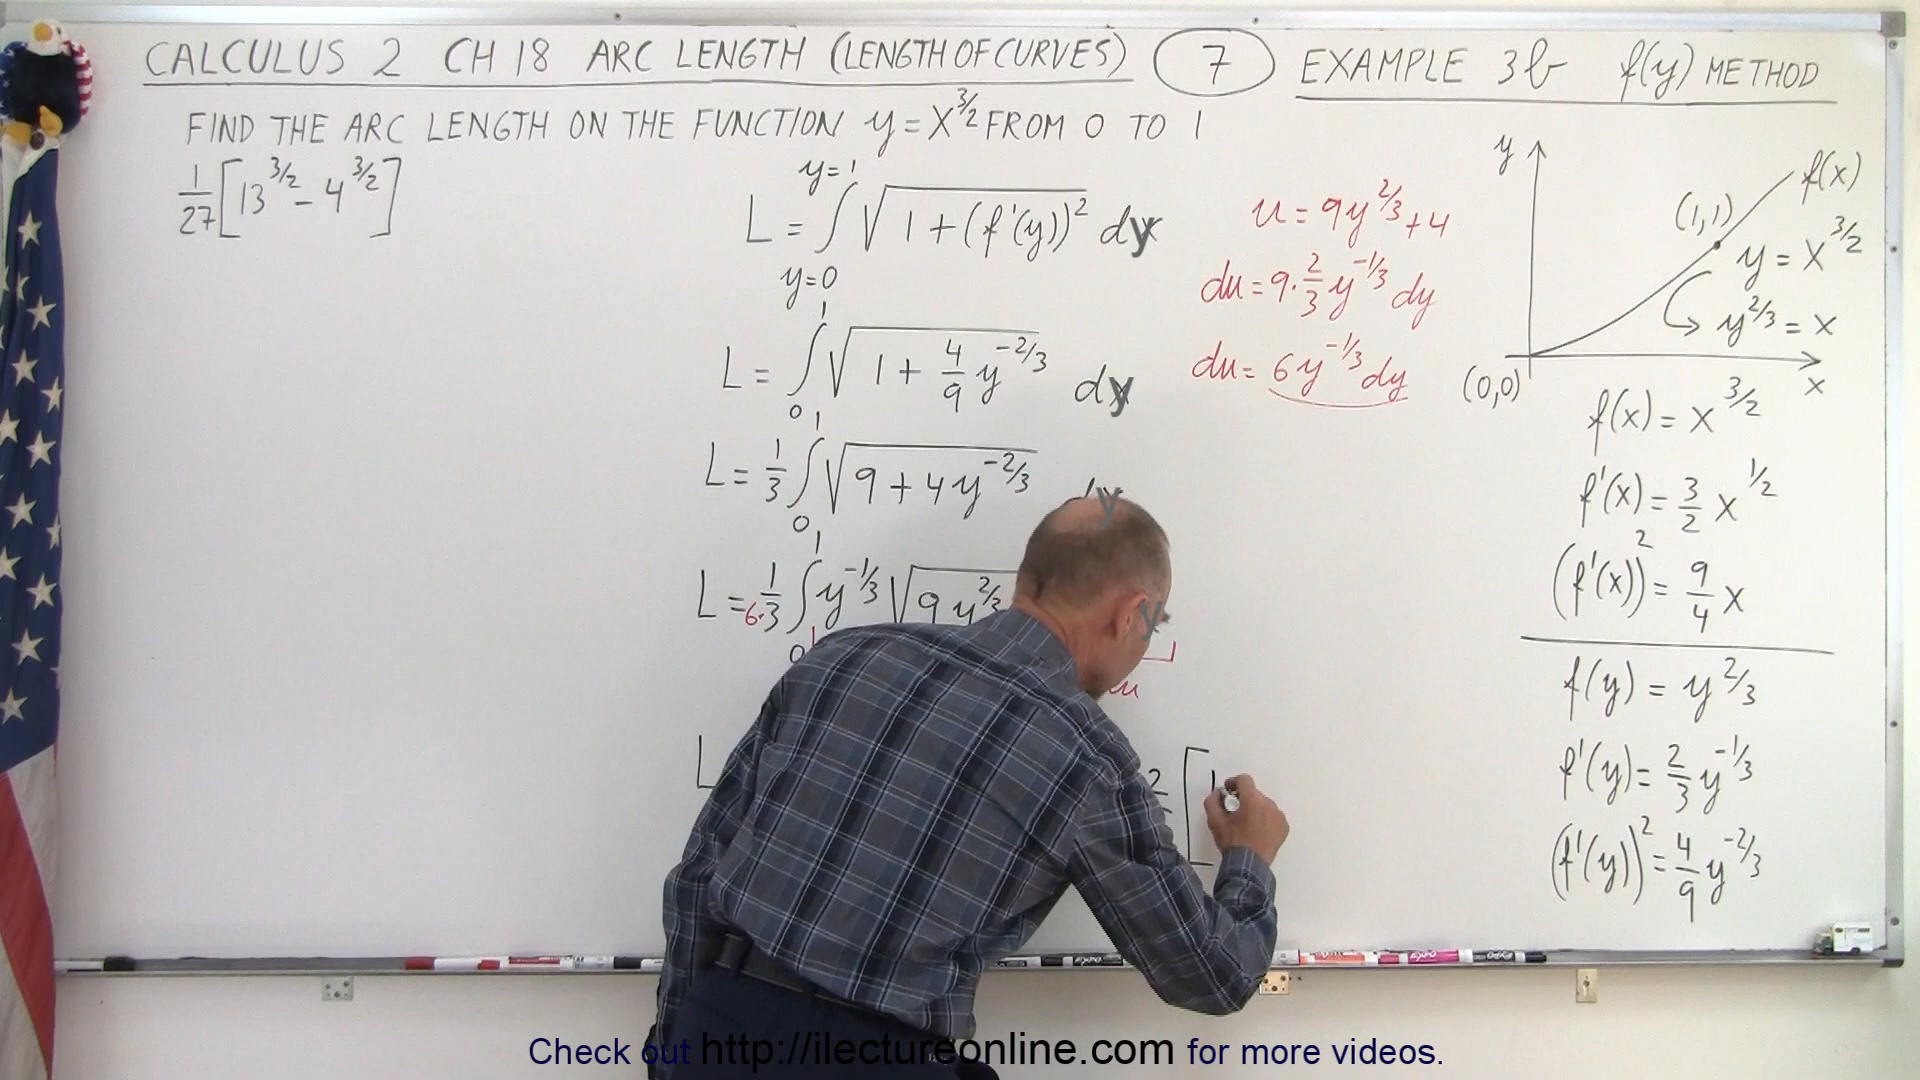 CALCULUS 2 CH 18 ARC LENGTH (LENGTH OF CURVES) 7 EXAMPLE 3b f(y) METHOD
FIND THE ARC LENGTH ON THE FUNCTION y = x^3/2 FROM 0 TO 1
1/27 [13^3/2 - 4^3/2]
y=1
L = ∫ √(1 + (f'(y))^2) dy
y=0
1
L = ∫ √(1 + 4/9 y^-2/3) dy
0
1
L = 1/3 ∫ √(9 + 4y^-2/3) dy
0
1
L = 1/3 ∫ y^-1/3 √(9 y^2/3 y
6·
0
u
L 2 [1
u = 9y^2/3 + 4
du = 9·2/3 y^-1/3 dy
du = 6y^-1/3 dy
y
f(x)
(1,1)
y = x^3/2
y^2/3 = x
(0,0)
x
f(x) = x^3/2
f'(x) = 3/2 x^1/2
(f'(x))^2 = 9/4 x
f(y) = y^2/3
f'(y) = 2/3 y^-1/3
(f'(y))^2 = 4/9 y^-2/3
Check out http://ilectureonline.com for more videos.